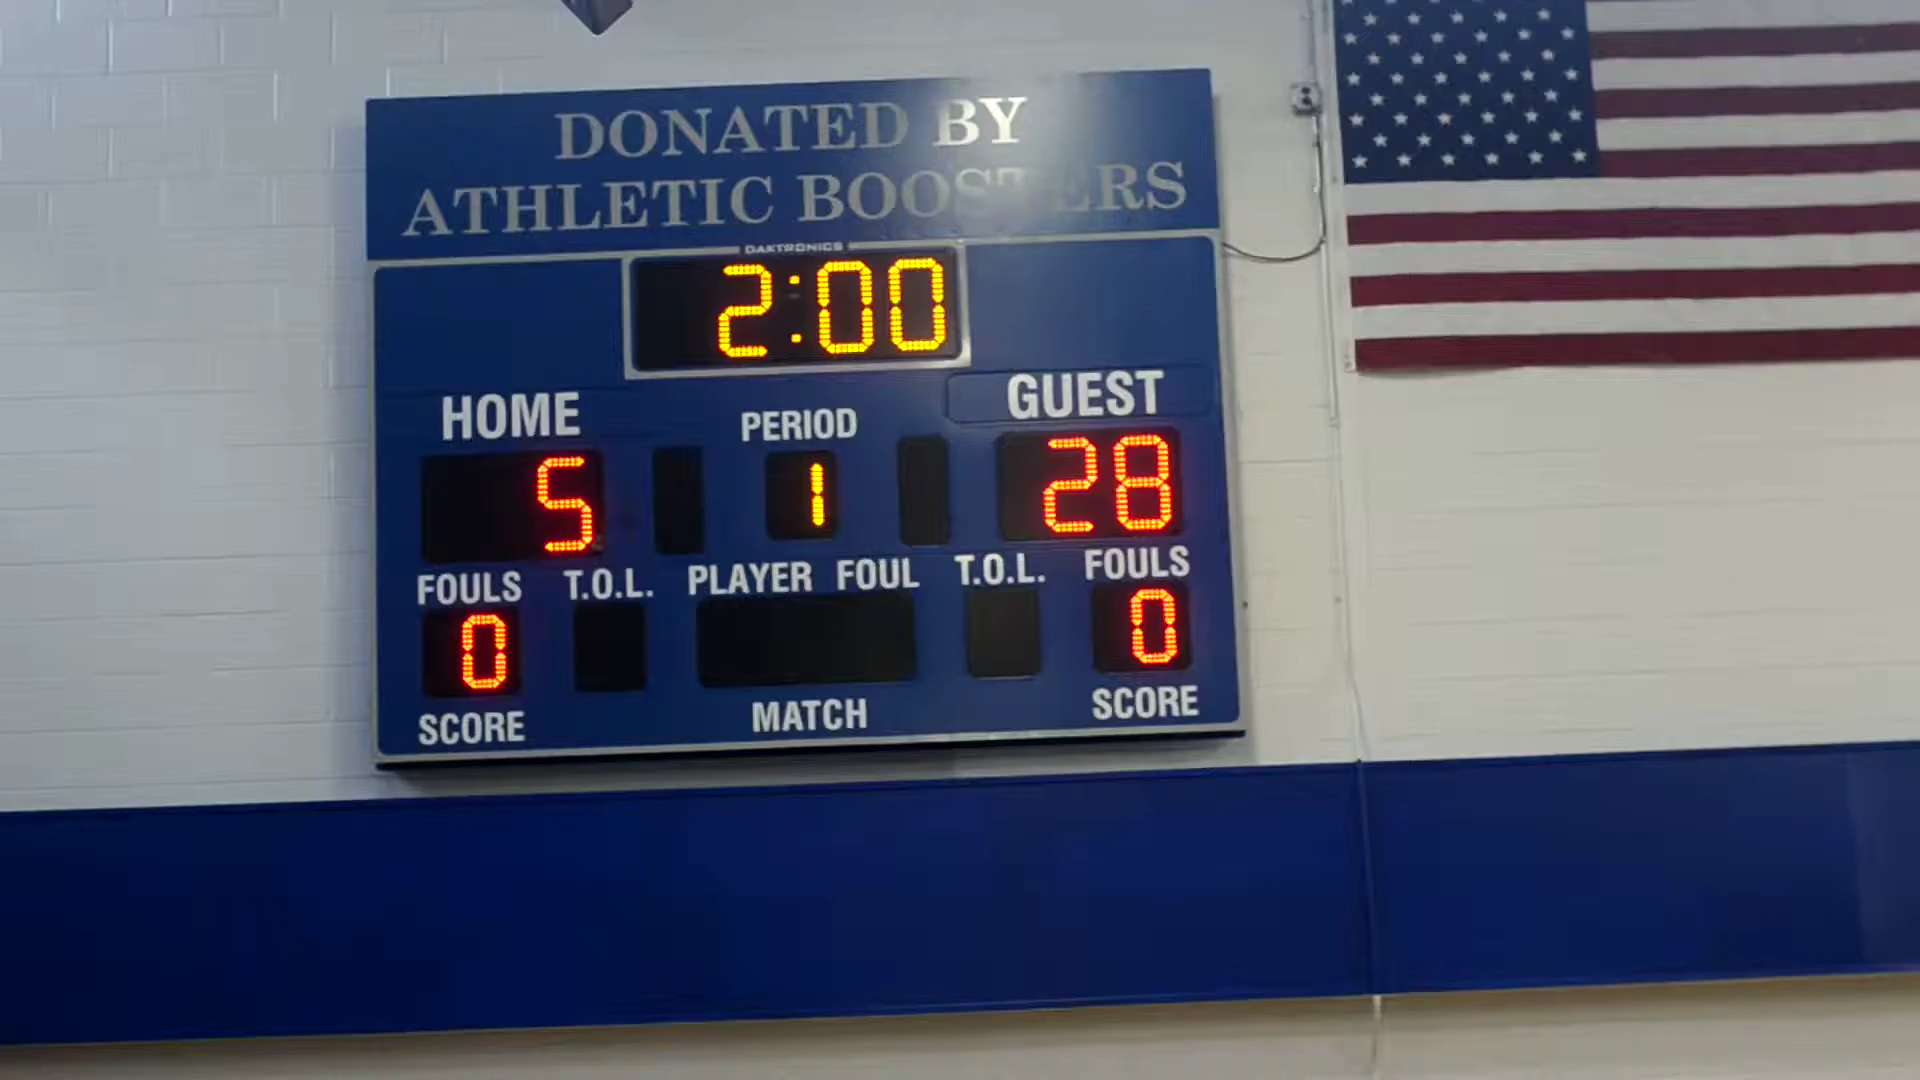 DONATED BY
ATHLETIC BOOSTERS
DAKTRONICS
2:00
HOME PERIOD GUEST
5 1 28
FOULS T.O.L. PLAYER FOUL T.O.L. FOULS
0 0
SCORE MATCH SCORE